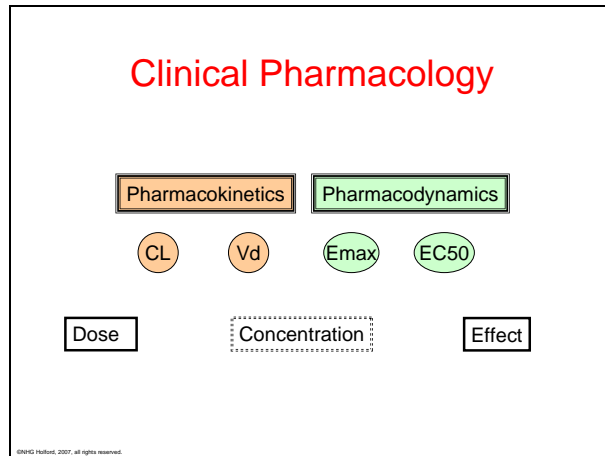 Clinical Pharmacology
Pharmacokinetics Pharmacodynamics
CL Vd Emax EC50
Dose Concentration Effect
©NHG Holford, 2007, all rights reserved.